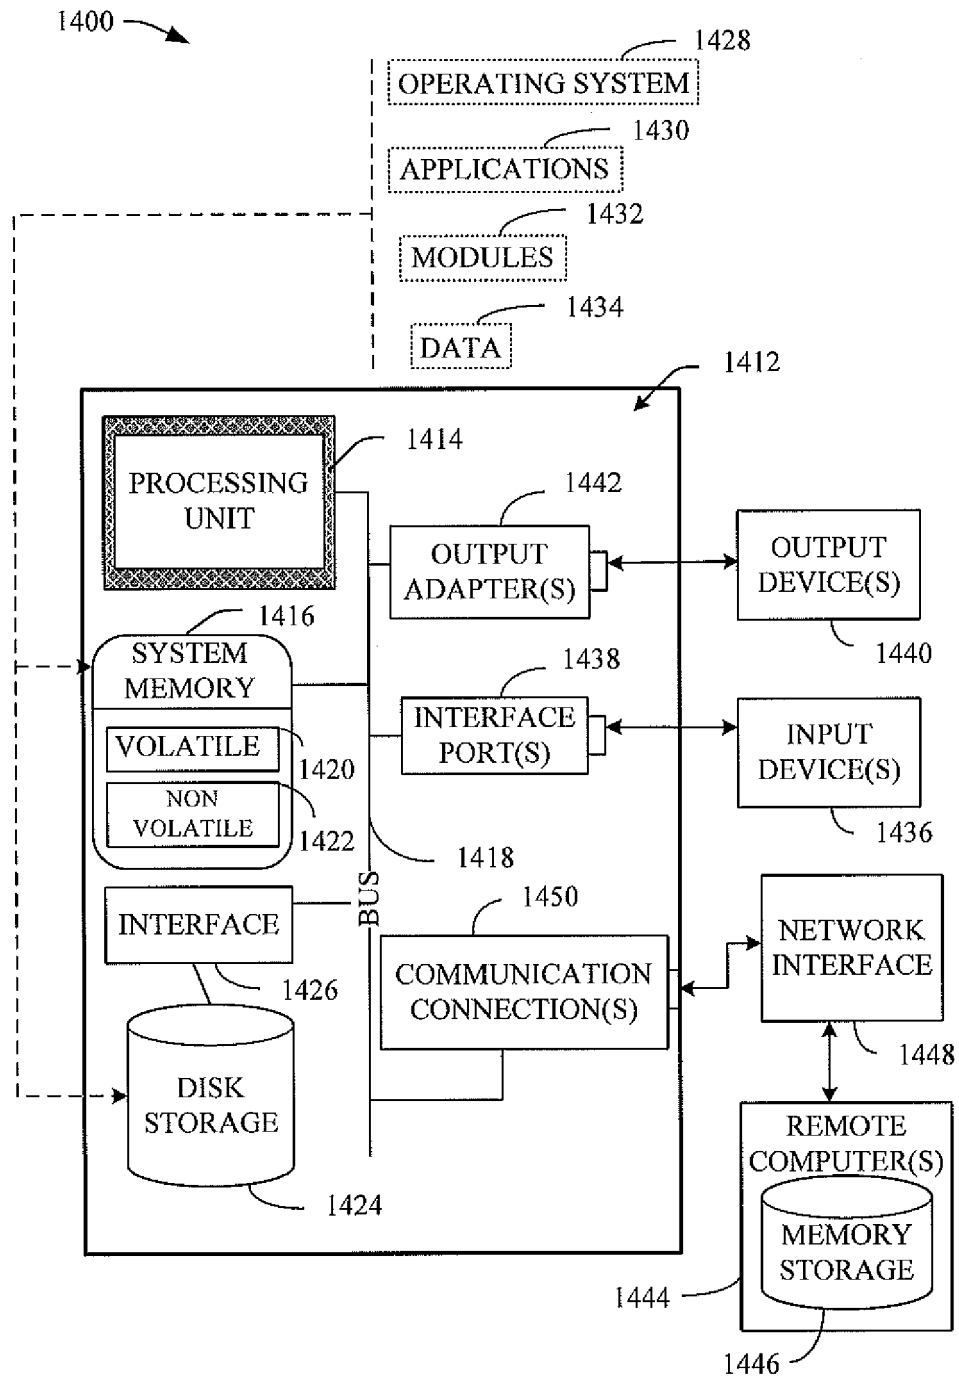 1400
1428
OPERATING SYSTEM
1430
APPLICATIONS
1432
MODULES
1434
DATA
1412
1414
PROCESSING
UNIT
1442
OUTPUT
ADAPTER(S)
OUTPUT
DEVICE(S)
1440
1416
SYSTEM
MEMORY
1438
INTERFACE
PORT(S)
INPUT
DEVICE(S)
1436
VOLATILE
1420
NON
VOLATILE
1422
1418
BUS
1450
INTERFACE
1426
COMMUNICATION
CONNECTION(S)
NETWORK
INTERFACE
1448
DISK
STORAGE
1424
REMOTE
COMPUTER(S)
MEMORY
STORAGE
1444
1446